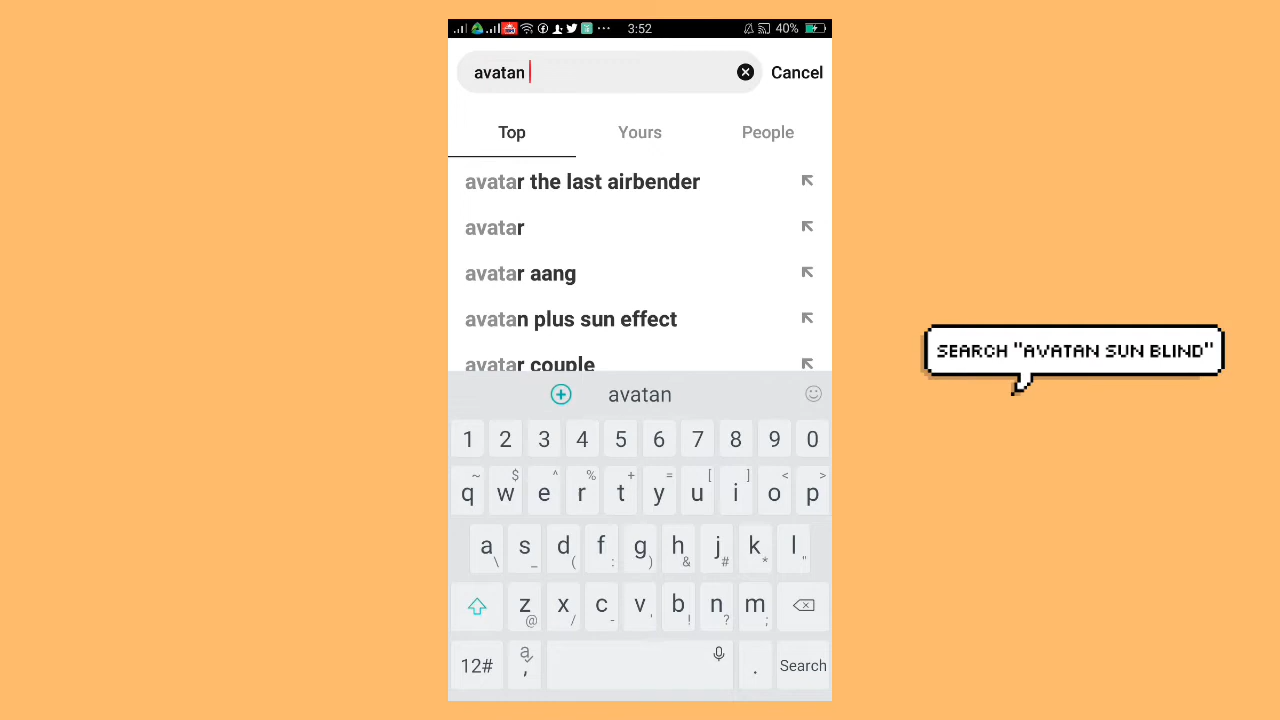 3:52
40%
avatan
Cancel
Top
Yours
People
avatar the last airbender
avatar
avatar aang
avatan plus sun effect
avatar couple
SEARCH "AVATAN SUN BLIND"
avatan
1 2 3 4 5 6 7 8 9 0
~ $ ^ % + = [ ] < >
q w e r t y u i o p
a s d f g h j k l
\ _ ( : ) & # * "
z x c v b n m
@ / - ' ! ? ;
12# a , . Search